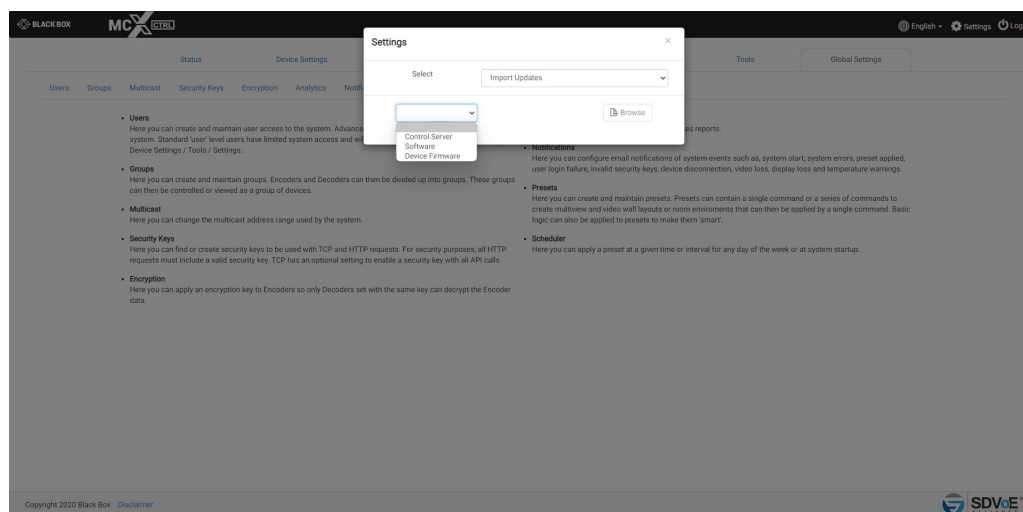 BLACK BOX
MCX CTRL
English
Settings
Log
Status
Device Settings
Tools
Global Settings
Users
Groups
Multicast
Security Keys
Encryption
Analytics
Settings
×
Select
Import Updates
Browse
Control Server
Software
Device Firmware
• Users
Here you can create and maintain user access to the system. Advance
system. Standard 'user' level users have limited system access and wil
Device Settings / Tools / Settings.
• Groups
Here you can create and maintain groups. Encoders and Decoders can then be divided up into groups. These groups
can then be controlled or viewed as a group of devices.
• Multicast
Here you can change the multicast address range used by the system.
• Security Keys
Here you can find or create security keys to be used with TCP and HTTP requests. For security purposes, all HTTP
requests must include a valid security key. TCP has an optional setting to enable a security key with all API calls.
• Encryption
Here you can apply an encryption key to Encoders so only Decoders set with the same key can decrypt the Encoder
data.
es reports.
• Notifications
Here you can configure email notifications of system events such as, system start, system errors, preset applied,
user login failure, invalid security keys, device disconnection, video loss, display loss and temperature warnings.
• Presets
Here you can create and maintain presets. Presets can contain a single command or a series of commands to
create multiview and video wall layouts or room enviroments that can then be applied by a single command. Basic
logic can also be applied to presets to make them 'smart'.
• Scheduler
Here you can apply a preset at a given time or interval for any day of the week or at system startup.
Copyright 2020 Black Box Disclaimer
SDVoE
ALLIANCE